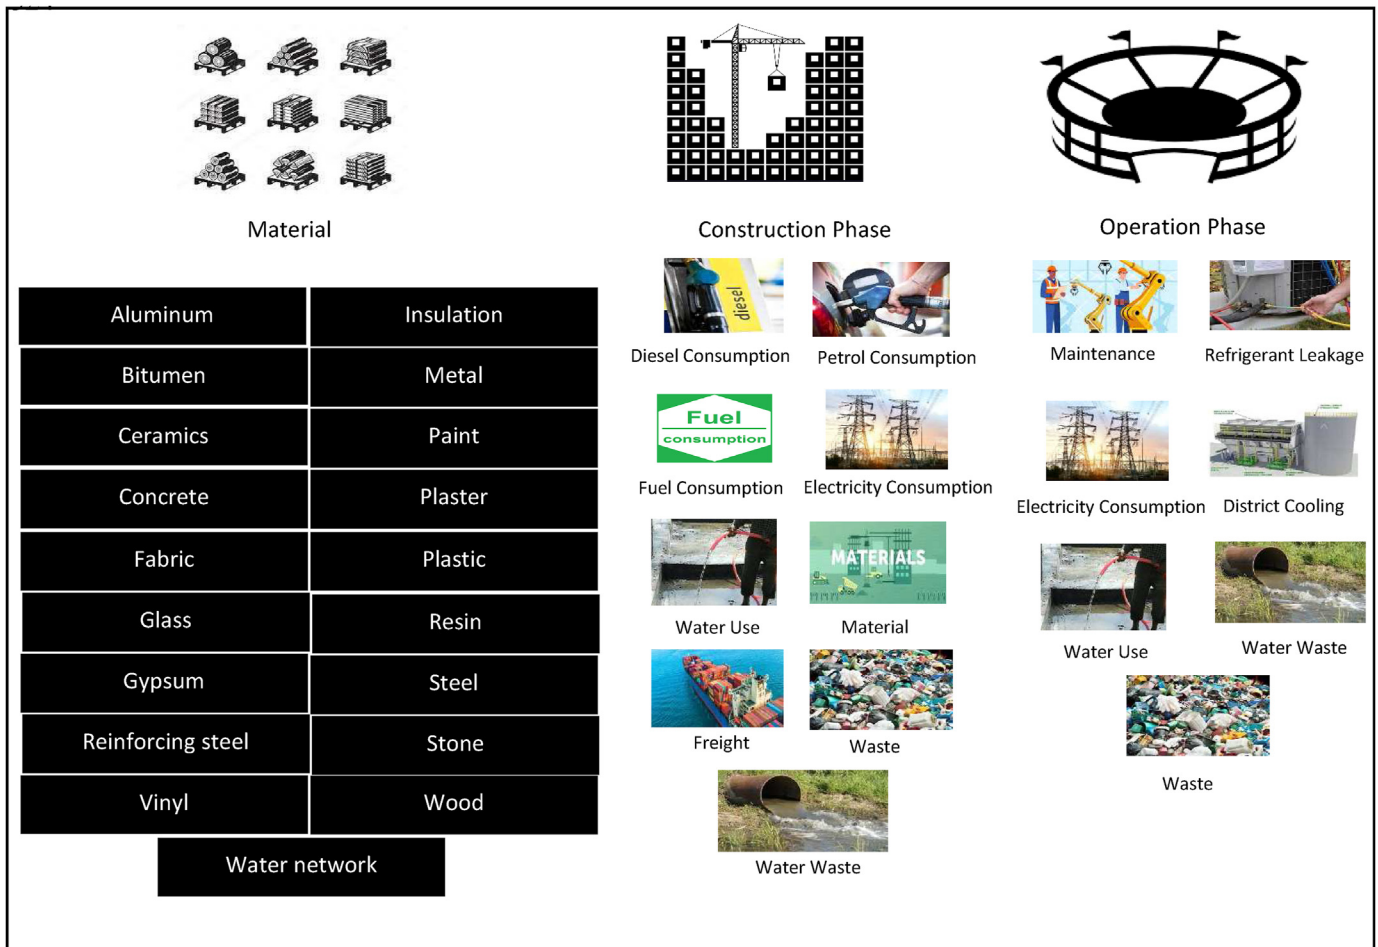 Material
Aluminum
Insulation
Bitumen
Metal
Ceramics
Paint
Concrete
Plaster
Fabric
Plastic
Glass
Resin
Gypsum
Steel
Reinforcing steel
Stone
Vinyl
Wood
Water network
Construction Phase
diesel
Diesel Consumption
Petrol Consumption
Fuel
consumption
Fuel Consumption
Electricity Consumption
Water Use
MATERIALS
Material
Freight
Waste
Water Waste
Operation Phase
Maintenance
Refrigerant Leakage
Electricity Consumption
District Cooling
Water Use
Water Waste
Waste